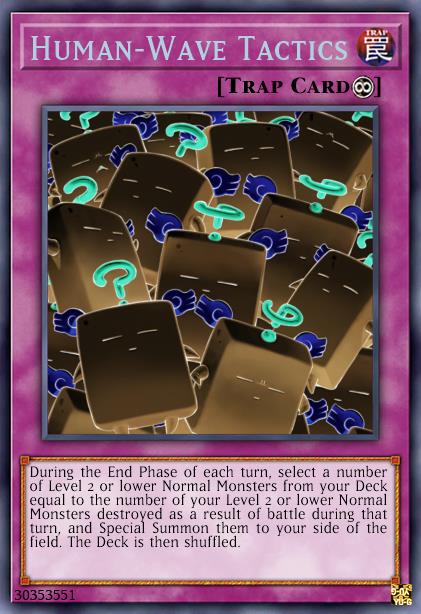 Human-Wave Tactics
TRAP
罠
[Trap Card]
During the End Phase of each turn, select a number
of Level 2 or lower Normal Monsters from your Deck
equal to the number of your Level 2 or lower Normal
Monsters destroyed as a result of battle during that
turn, and Special Summon them to your side of the
field. The Deck is then shuffled.
30353551